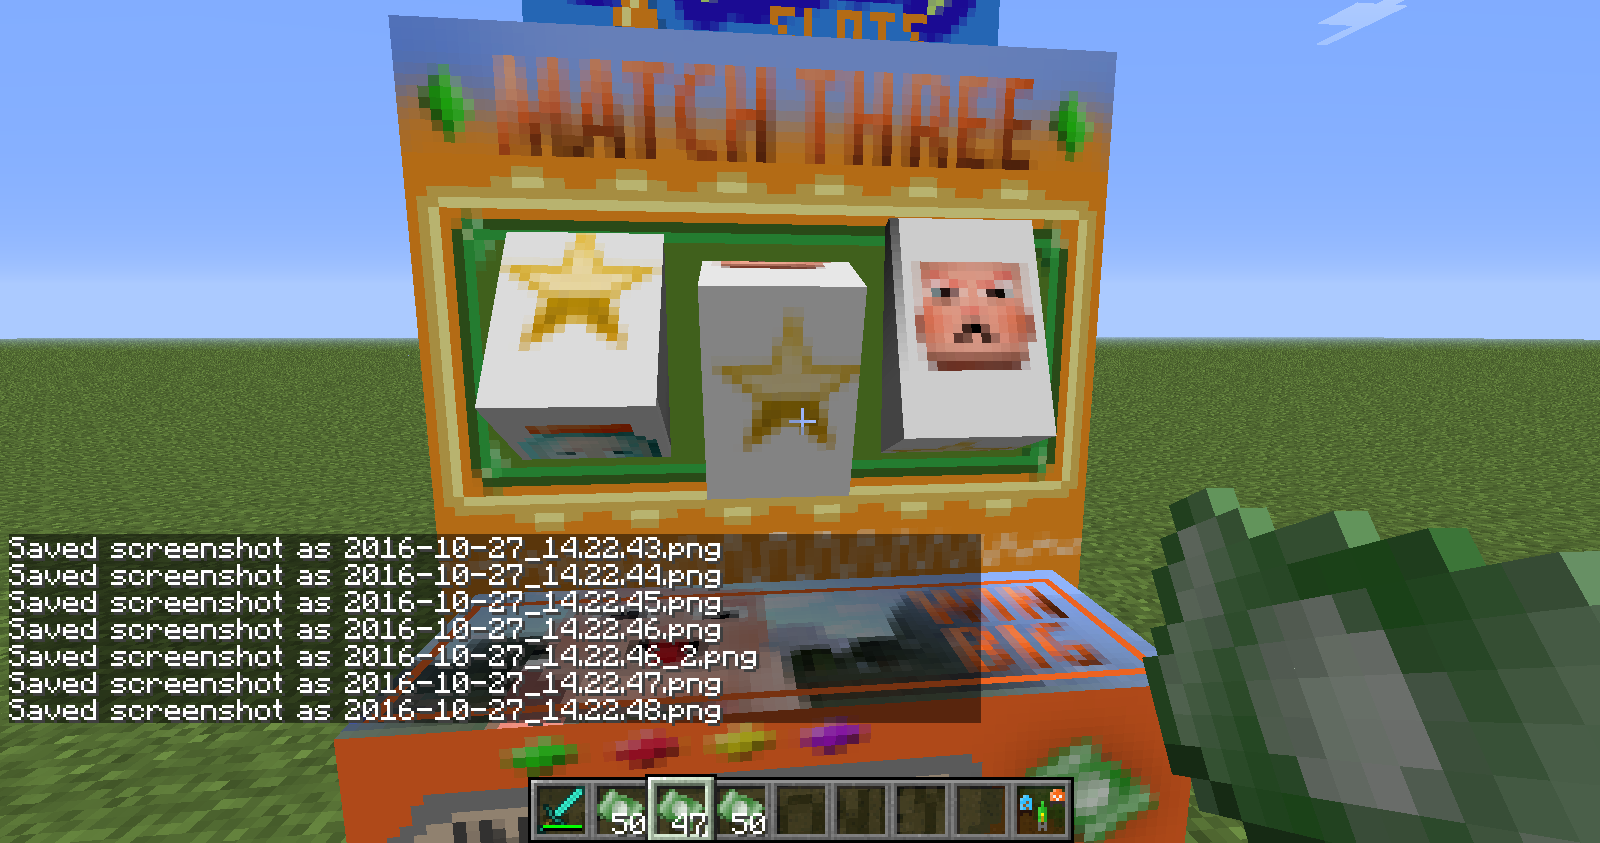 SLOTS
MATCH THREE
Saved screenshot as 2016-10-27_14.22.43.png
Saved screenshot as 2016-10-27_14.22.44.png
Saved screenshot as 2016-10-27_14.22.45.png
Saved screenshot as 2016-10-27_14.22.46.png
Saved screenshot as 2016-10-27_14.22.46_2.png
Saved screenshot as 2016-10-27_14.22.47.png
Saved screenshot as 2016-10-27_14.22.48.png
WIN
BIG
50 47 50